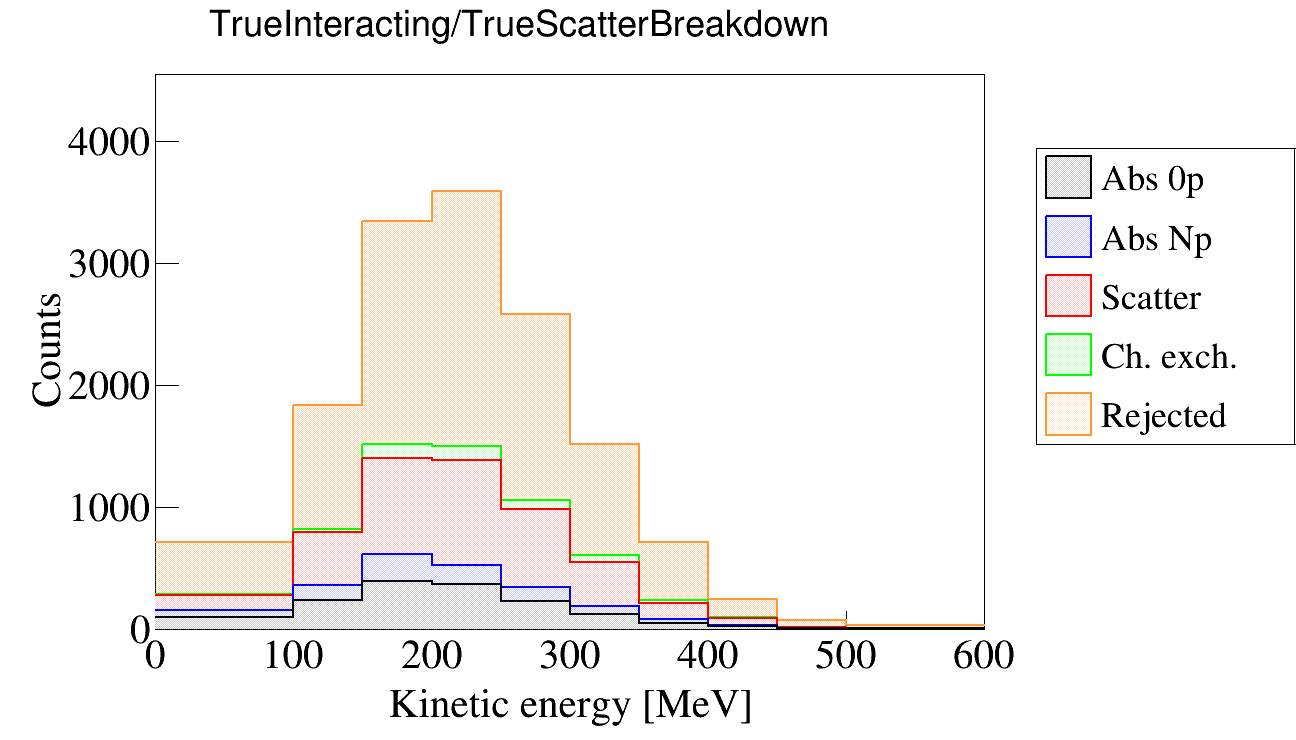 TrueInteracting/TrueScatterBreakdown
4000
3000
2000
1000
0
Counts
0 100 200 300 400 500 600
Kinetic energy [MeV]
Abs 0p
Abs Np
Scatter
Ch. exch.
Rejected